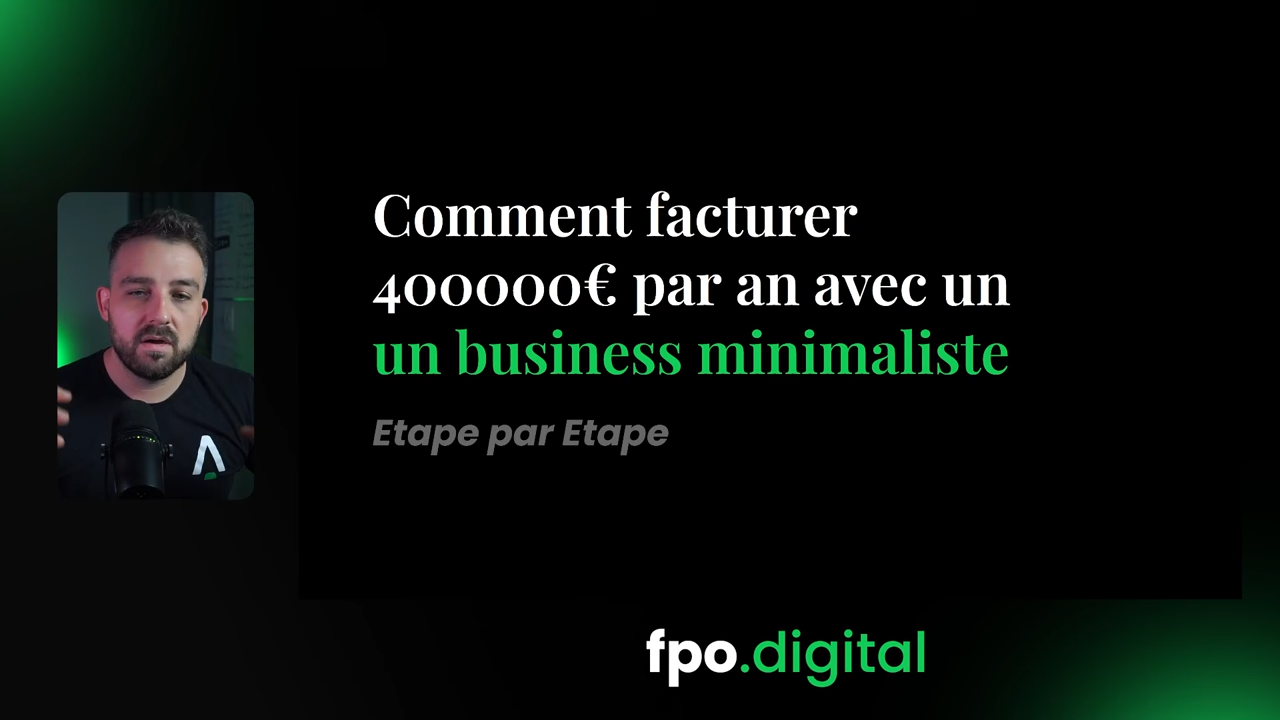 Comment facturer
400000€ par an avec un
un business minimaliste
Etape par Etape
fpo.digital